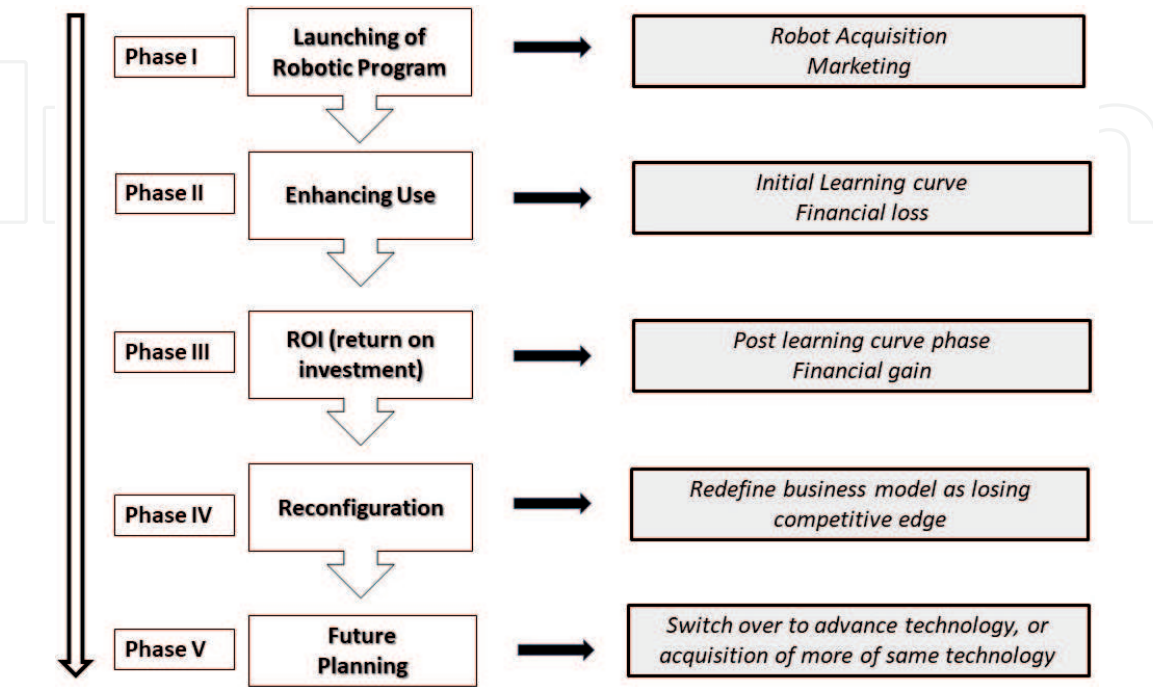 Phase I
Launching of
Robotic Program
Robot Acquisition
Marketing
Phase II
Enhancing Use
Initial Learning curve
Financial loss
Phase III
ROI (return on
investment)
Post learning curve phase
Financial gain
Phase IV
Reconfiguration
Redefine business model as losing
competitive edge
Phase V
Future
Planning
Switch over to advance technology, or
acquisition of more of same technology